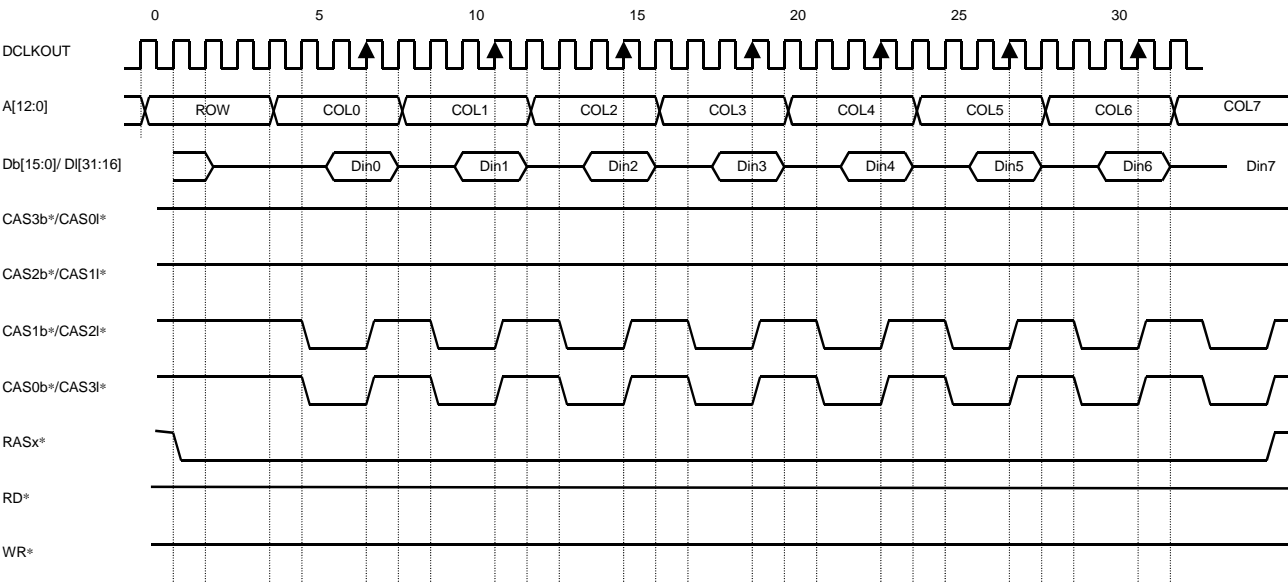 0 5 10 15 20 25 30
DCLKOUT
A[12:0] ROW COL0 COL1 COL2 COL3 COL4 COL5 COL6 COL7
Db[15:0]/ Dl[31:16] Din0 Din1 Din2 Din3 Din4 Din5 Din6 Din7
CAS3b*/CAS0l*
CAS2b*/CAS1l*
CAS1b*/CAS2l*
CAS0b*/CAS3l*
RASx*
RD*
WR*